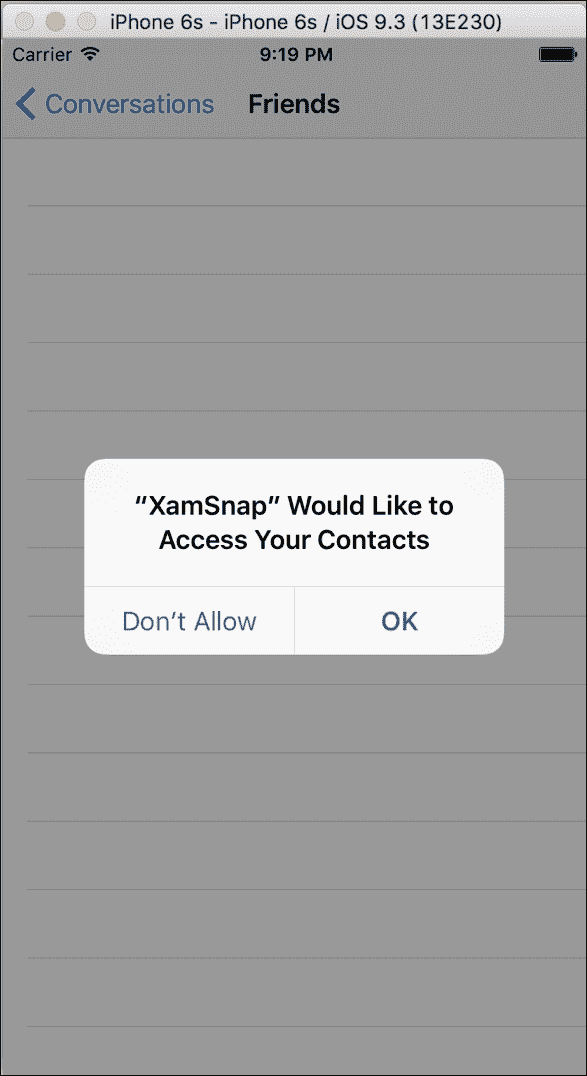 iPhone 6s - iPhone 6s / iOS 9.3 (13E230)
Carrier 9:19 PM
Conversations Friends
“XamSnap” Would Like to
Access Your Contacts
Don’t Allow OK